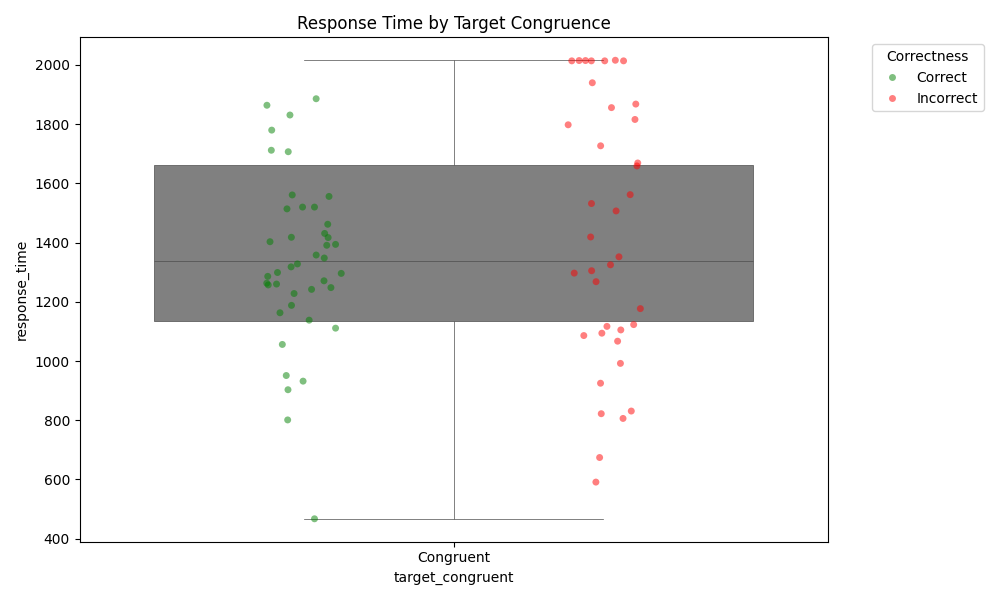 Response Time by Target Congruence
Correctness
Correct
Incorrect
response_time
2000
1800
1600
1400
1200
1000
800
600
400
Congruent
target_congruent